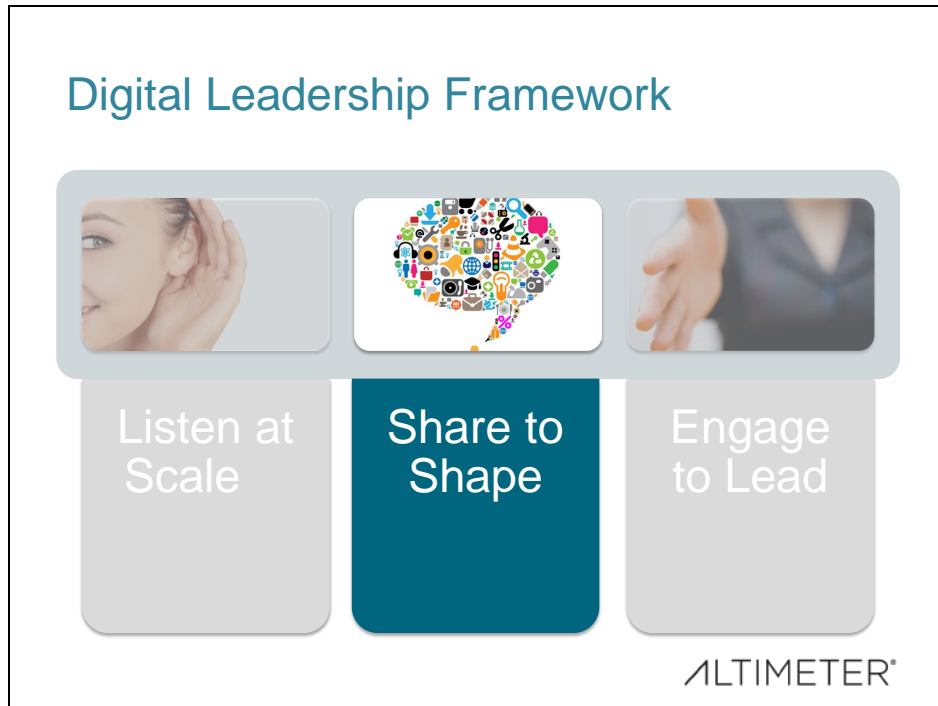 Digital Leadership Framework
Listen at
Scale
Share to
Shape
Engage
to Lead
ALTIMETER®